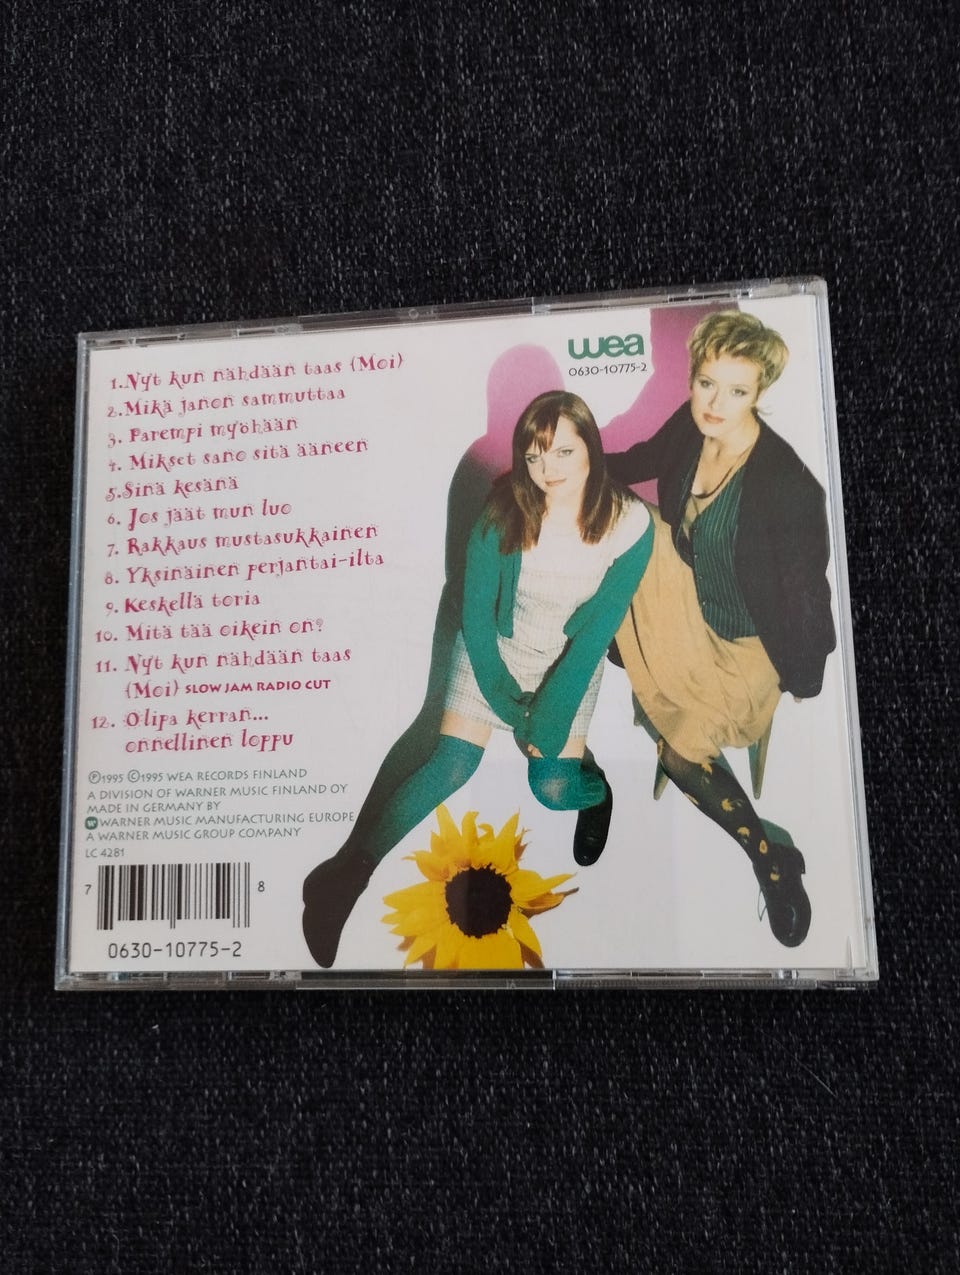 1. Nyt kun nähdään taas (Moi)
2. Mikä janon sammuttaa
3. Parempi myöhään
4. Mikset sano sitä ääneen
5. Sinä kesänä
6. Jos jäät mun luo
7. Rakkaus mustasukkainen
8. Yksinäinen perjantai-ilta
9. Keskellä toria
10. Mitä tää oikein on?
11. Nyt kun nähdään taas
(Moi) SLOW JAM RADIO CUT
12. Olipa kerran...
onnellinen loppu
℗1995 ©1995 WEA RECORDS FINLAND
A DIVISION OF WARNER MUSIC FINLAND OY
MADE IN GERMANY BY
WARNER MUSIC MANUFACTURING EUROPE
A WARNER MUSIC GROUP COMPANY
LC 4281
7 8
0630-10775-2
wea
0630-10775-2